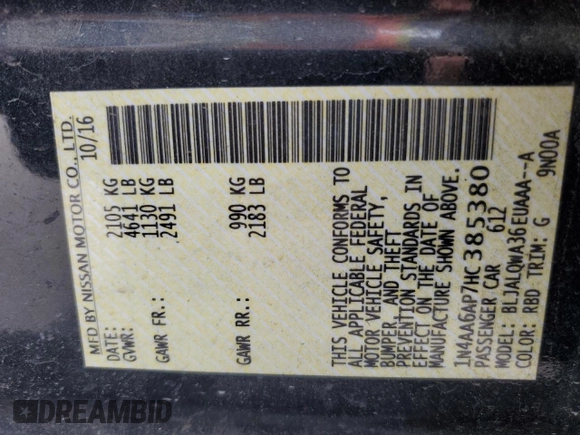 MFD BY NISSAN MOTOR CO., LTD.
DATE: 10/16
GVWR: 2105 KG
4641 LB
GAWR FR.: 1130 KG
2491 LB
GAWR RR.: 990 KG
2183 LB
THIS VEHICLE CONFORMS TO
ALL APPLICABLE FEDERAL
MOTOR VEHICLE SAFETY,
BUMPER, AND THEFT
PREVENTION STANDARDS IN
EFFECT ON THE DATE OF
MANUFACTURE SHOWN ABOVE.
1N4AA6AP7HC385380
PASSENGER CAR 612
MODEL: BLJALQWA36EUAAA--A
COLOR: RBD TRIM: G 9N00A
DREAMBID